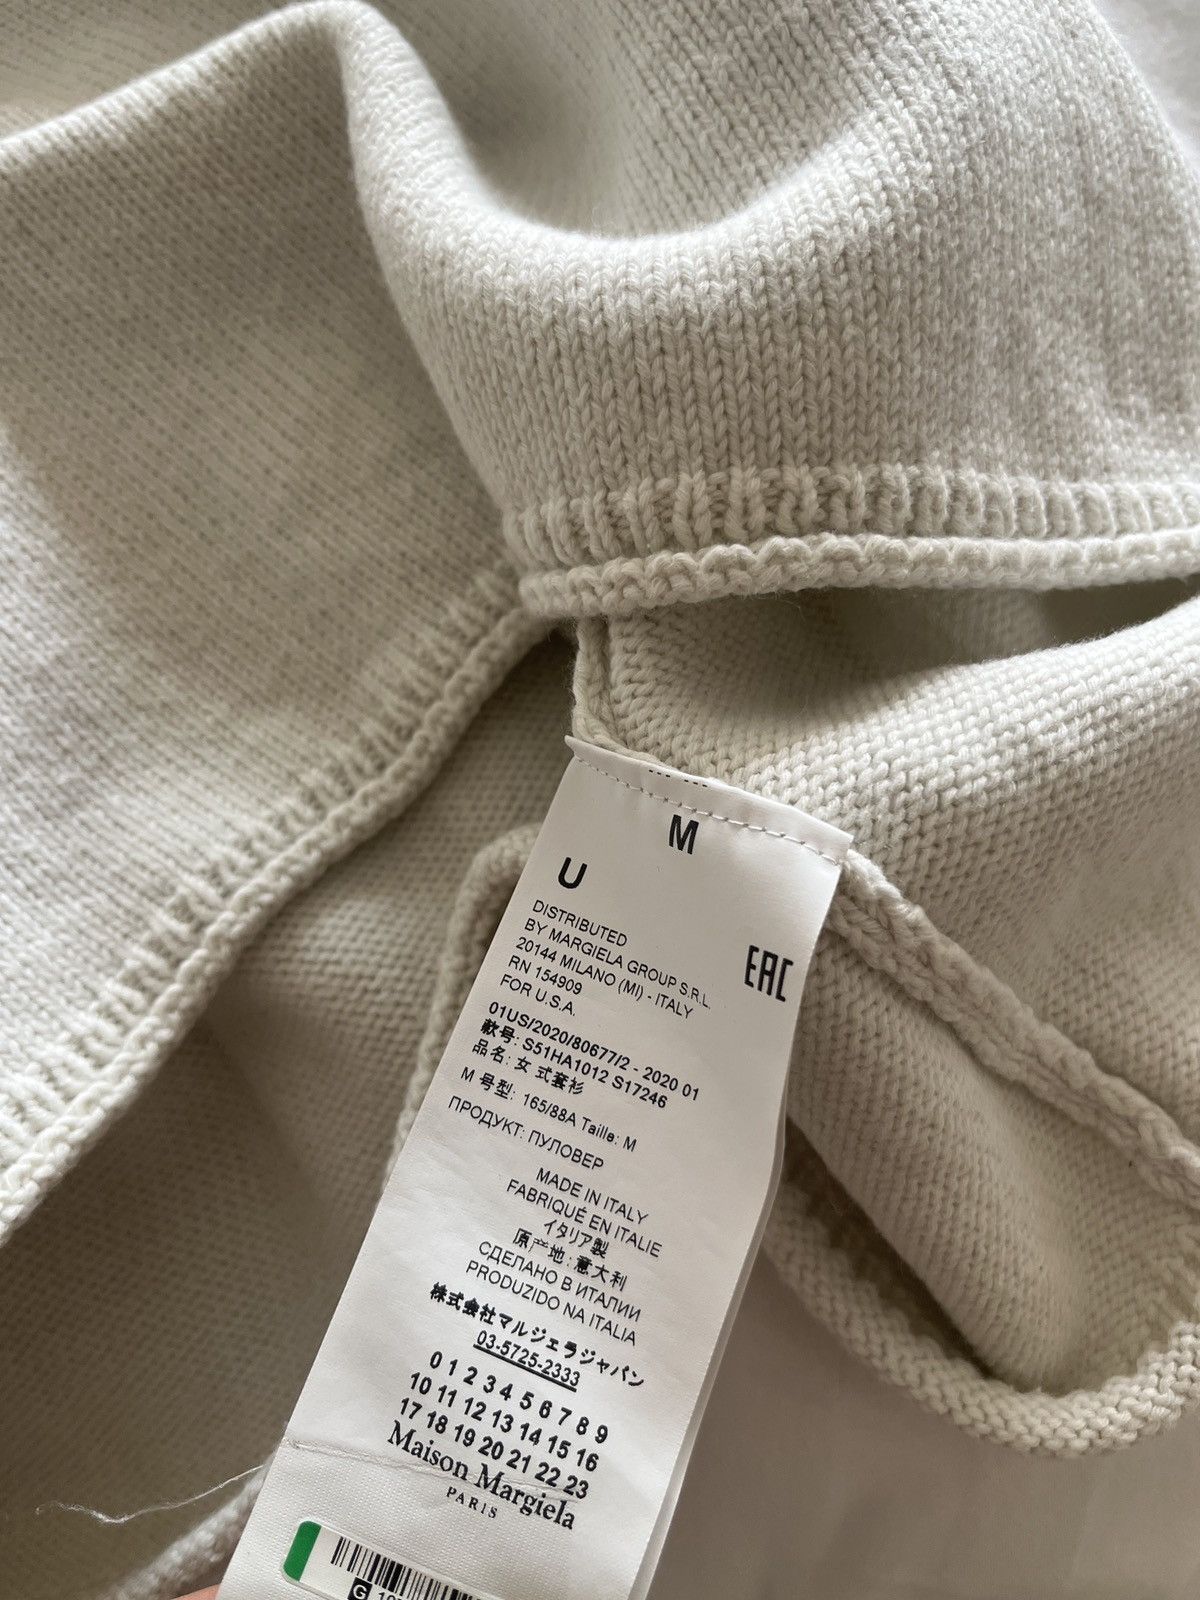 M
U
DISTRIBUTED
BY MARGIELA GROUP S.R.L.
20144 MILANO (MI) - ITALY
RN 154909
FOR U.S.A.
EAC
01US/2020/80677/2 - 2020 01
款号: S51HA1012 S17246
品名: 女 式套衫
M 号型: 165/88A Taille: M
ПРОДУКТ: ПУЛОВЕР
MADE IN ITALY
FABRIQUÉ EN ITALIE
イタリア製
原产地: 意大利
СДЕЛАНО В ИТАЛИИ
PRODUZIDO NA ITALIA
株式会社マルジェラジャパン
03-5725-2333
0 1 2 3 4 5 6 7 8 9
10 11 12 13 14 15 16
17 18 19 20 21 22 23
Maison Margiela
PARIS
G